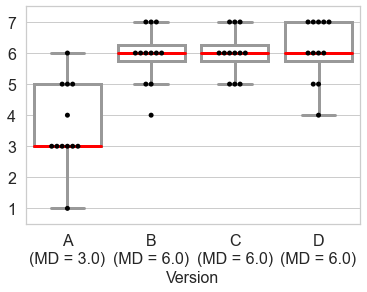 7
6
5
4
3
2
1
A B C D
(MD = 3.0) (MD = 6.0) (MD = 6.0) (MD = 6.0)
Version